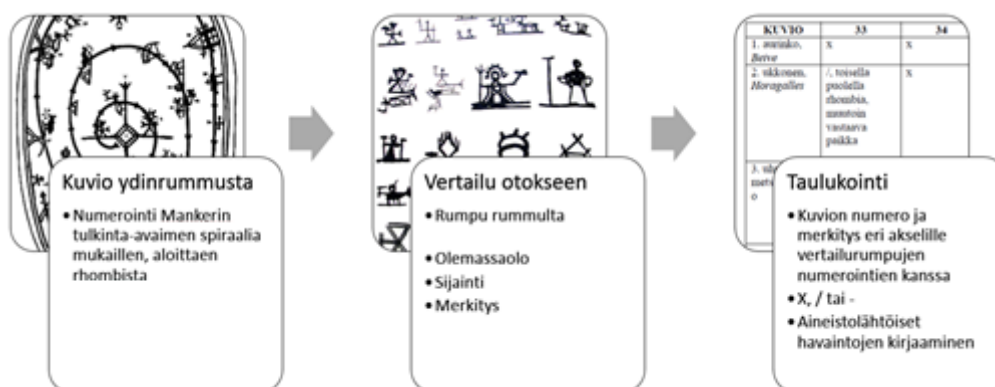 KUVIO 33 34
1. aurinko, x x
Beive
2. ukkonen, /, toisella x
Horagalles puolella
rhombia,
muutoin
vastaava
paikka
Kuvio ydinrummusta
• Numerointi Mankerin
tulkinta-avaimen spiraalia
mukaillen, aloittaen
rhombista
Vertailu otokseen
• Rumpu rummulta
• Olemassaolo
• Sijainti
• Merkitys
Taulukointi
• Kuvion numero ja
merkitys eri akselille
vertailurumpujen
numerointien kanssa
• X, / tai -
• Aineistolähtöiset
havaintojen kirjaaminen